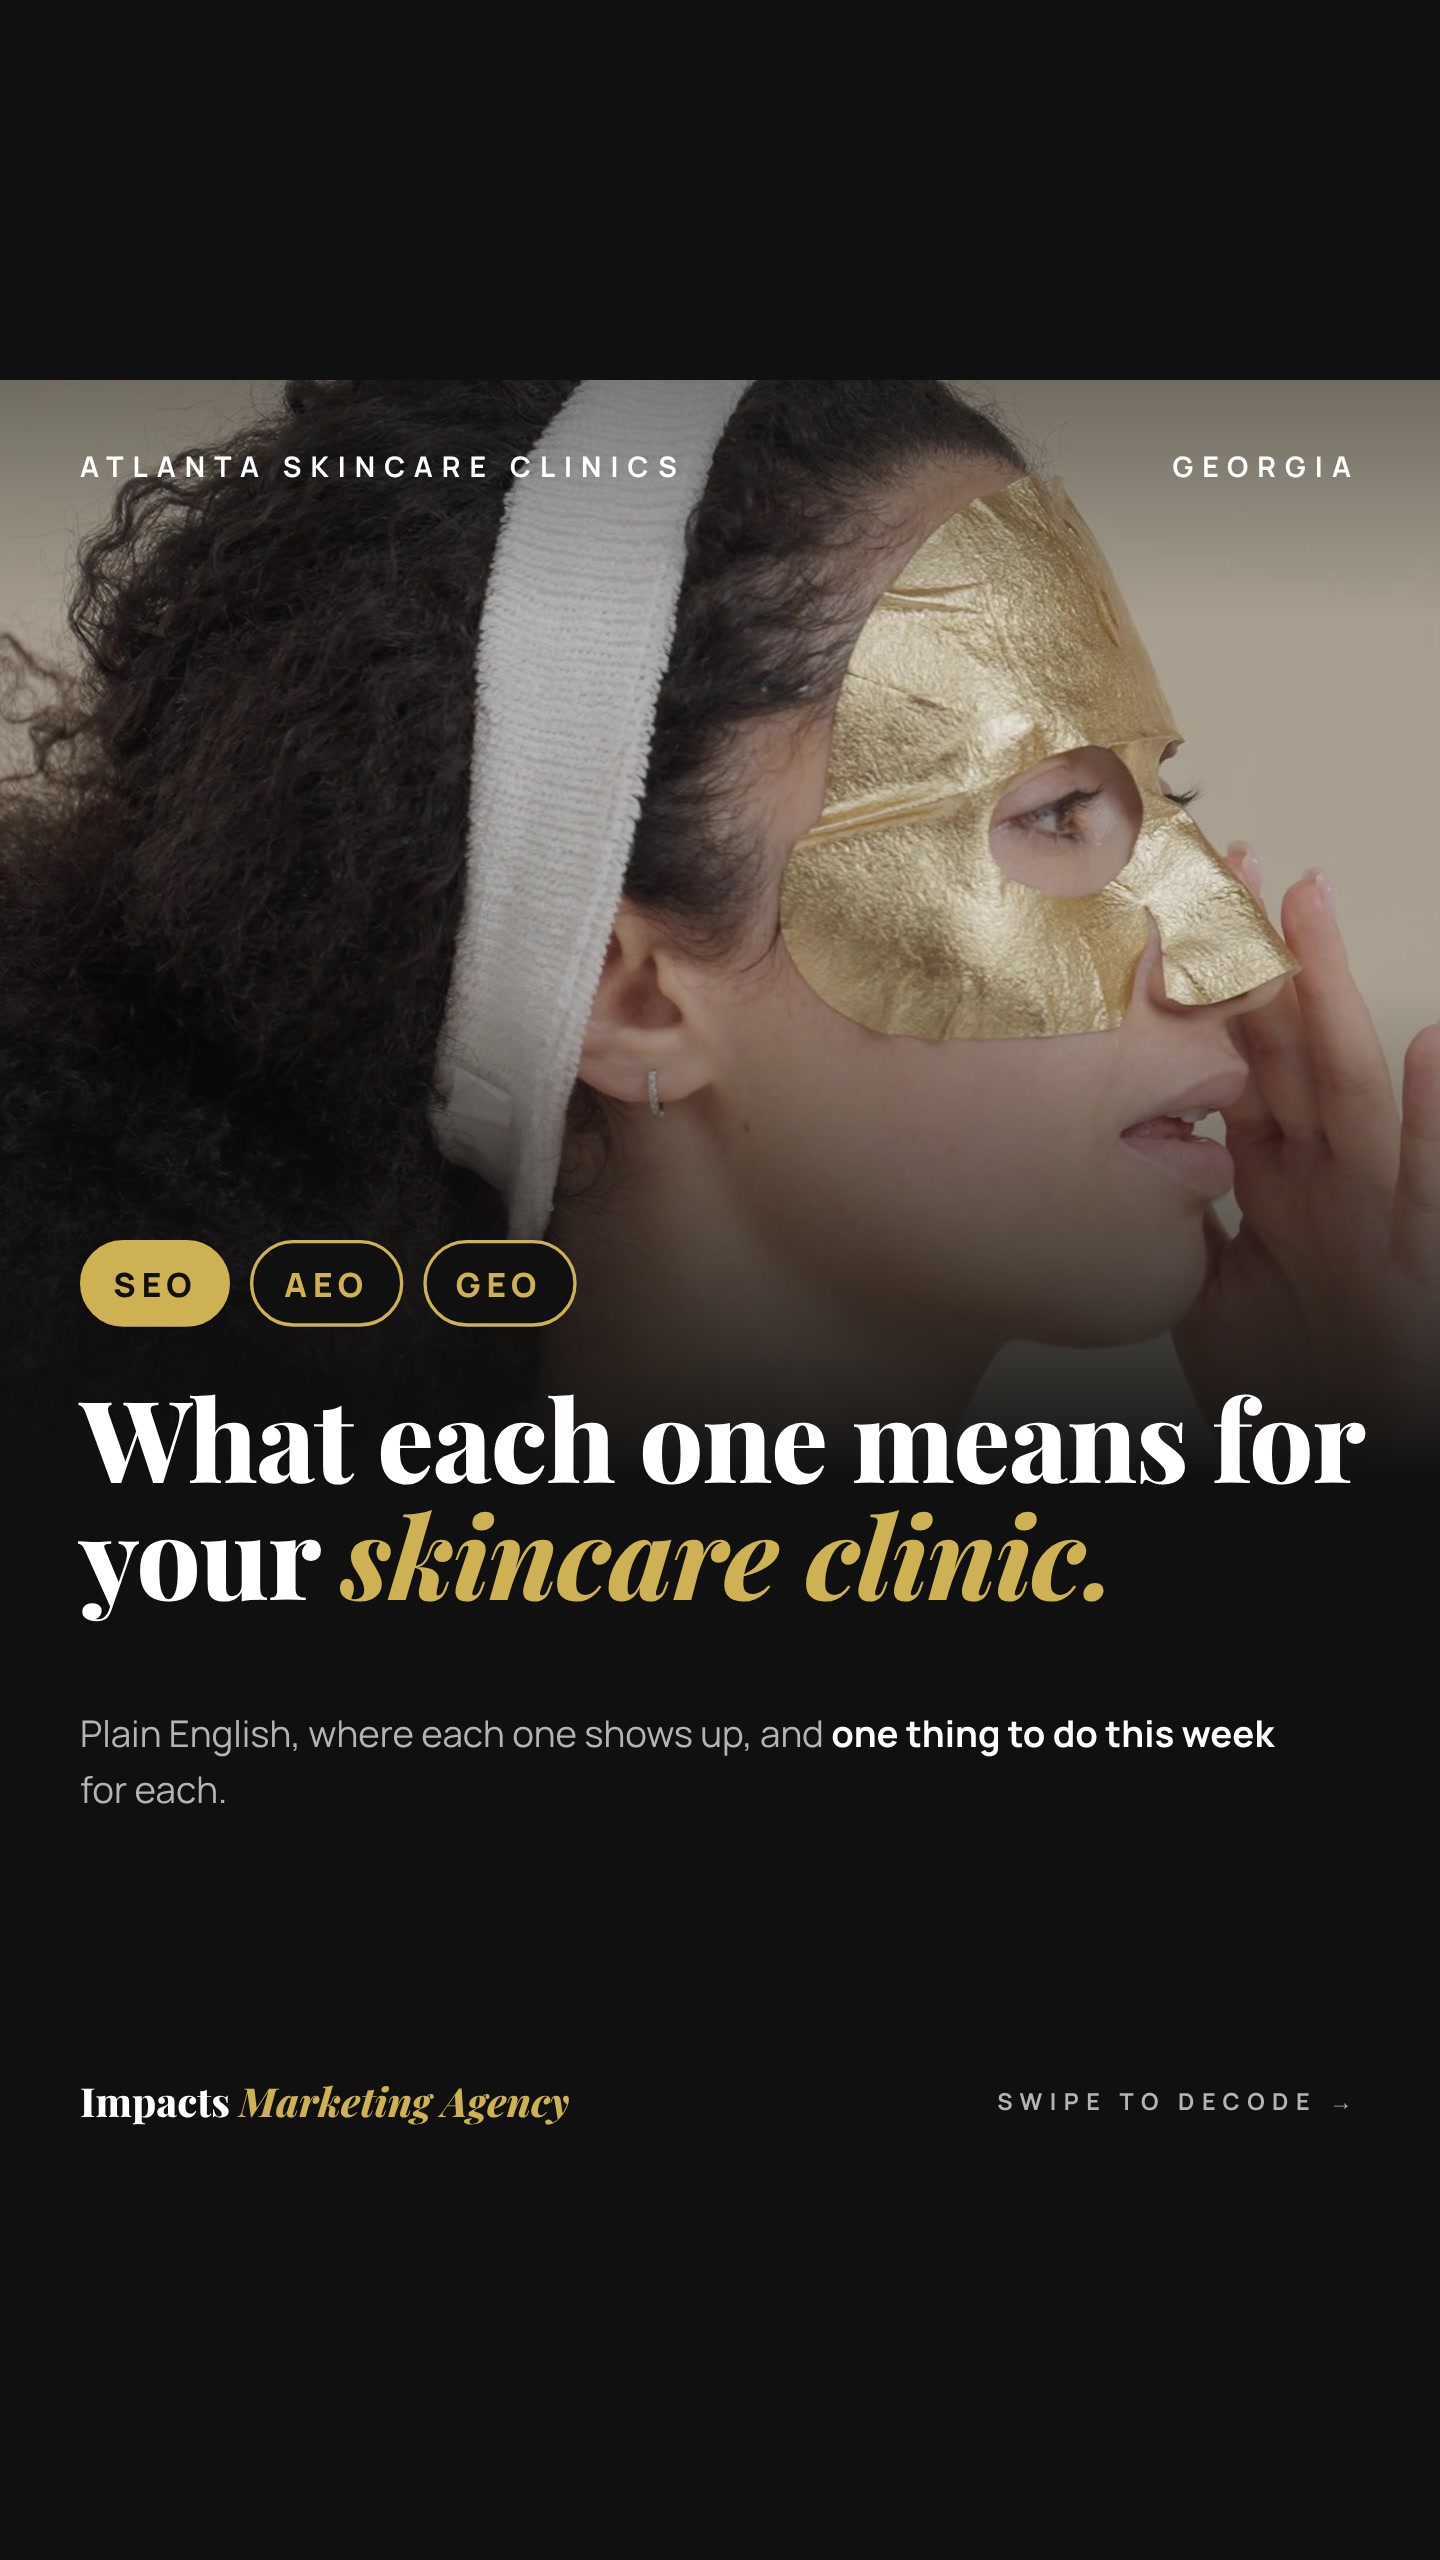 ATLANTA SKINCARE CLINICS
GEORGIA
SEO AEO GEO
What each one means for
your skincare clinic.
Plain English, where each one shows up, and one thing to do this week
for each.
Impacts Marketing Agency
SWIPE TO DECODE →